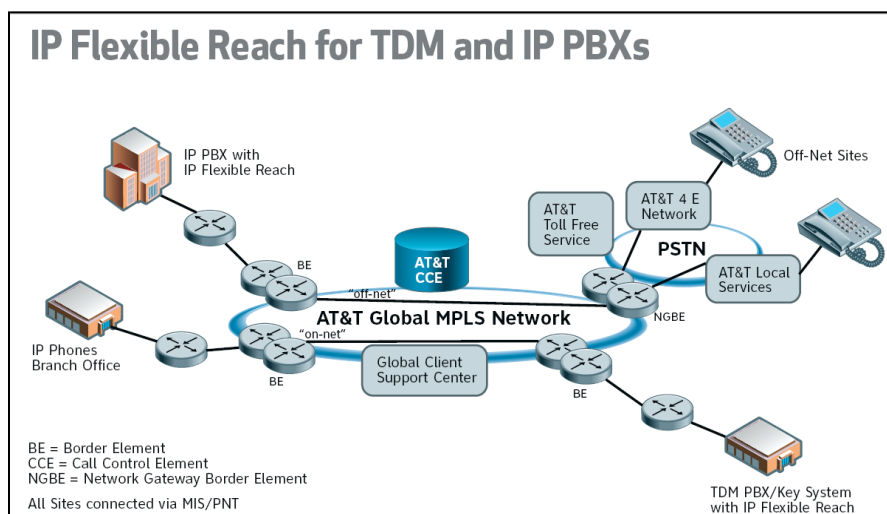 IP Flexible Reach for TDM and IP PBXs
IP PBX with
IP Flexible Reach
Off-Net Sites
AT&T
Toll Free
Service
AT&T 4 E
Network
PSTN
AT&T Local
Services
AT&T
CCE
BE
"off-net"
NGBE
AT&T Global MPLS Network
"on-net"
IP Phones
Branch Office
BE
Global Client
Support Center
BE
BE = Border Element
CCE = Call Control Element
NGBE = Network Gateway Border Element
All Sites connected via MIS/PNT
TDM PBX/Key System
with IP Flexible Reach